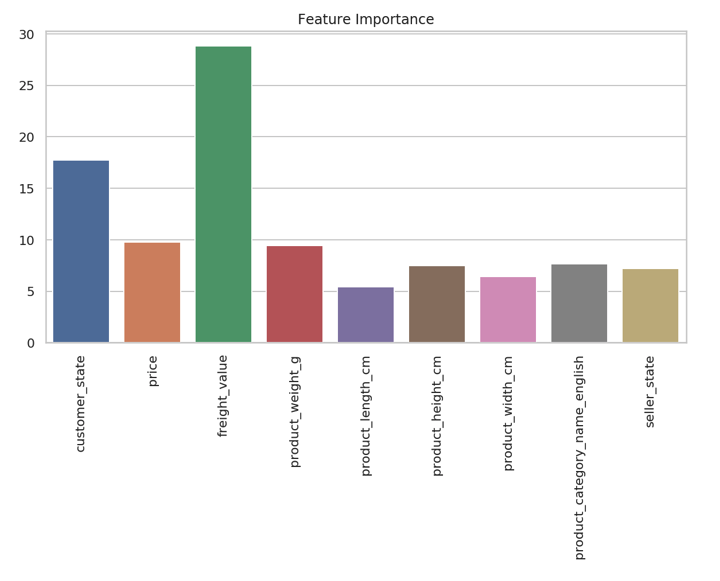 Feature Importance
30
25
20
15
10
5
0
customer_state
price
freight_value
product_weight_g
product_length_cm
product_height_cm
product_width_cm
product_category_name_english
seller_state